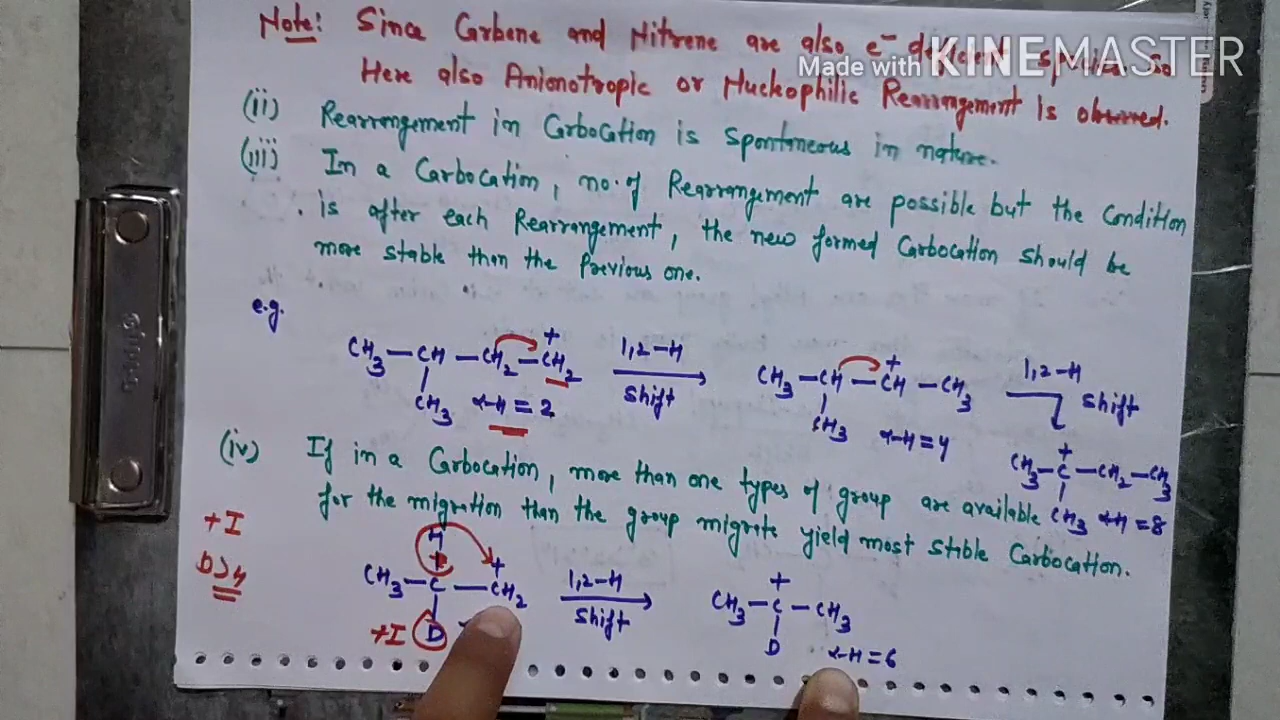 Note: Since Carbene and Nitrene are also e⁻ deficient species. So
Made with KINEMASTER
Here also Anionotropic or Nucleophilic Rearrangement is observed.
(ii) Rearrangement in Carbocation is Spontaneous in nature.
(iii) In a Carbocation, no. of Rearrangement are possible but the Condition
is after each Rearrangement, the new formed Carbocation should be
more stable than the Previous one.
e.g.
CH3—CH—CH2—CH2 + 1,2-H Shift CH3—CH—CH—CH3 + 1,2-H Shift
CH3 α-H = 2 CH3 α-H = 4
CH3—C—CH2—CH3 +
CH3 α-H = 8
(iv) If in a Carbocation, more than one types of group are available
for the migration than the group migrate yield most stable Carbocation.
+I
D > H
H
CH3—C—CH2 + 1,2-H Shift CH3—C—CH3 +
+I D D α-H = 6